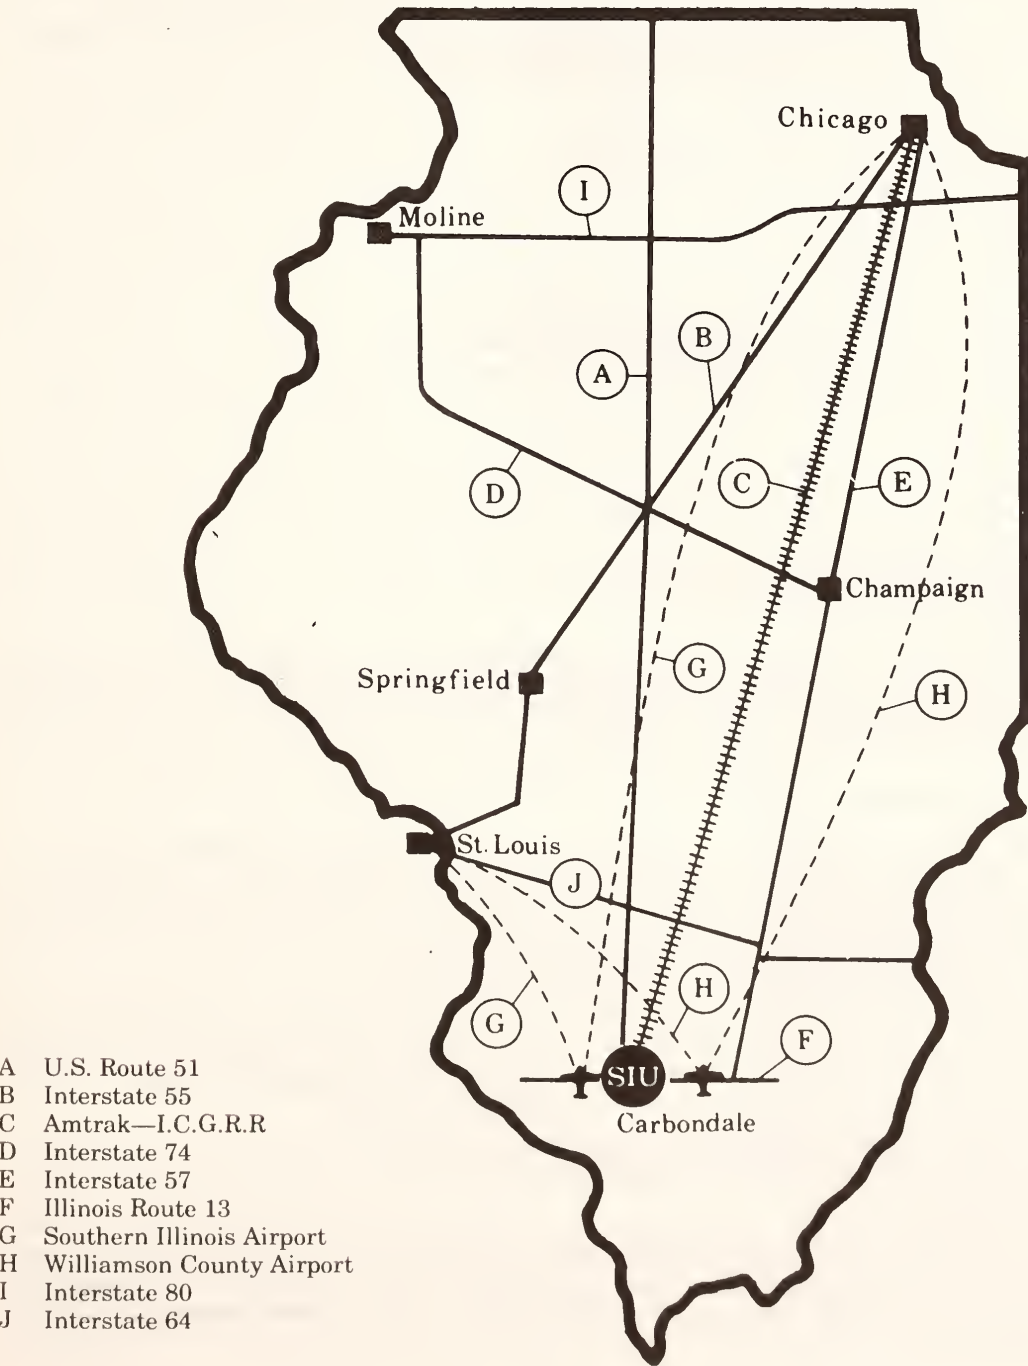 Chicago
I
Moline
B
A
C
E
D
Champaign
G
Springfield
H
St. Louis
J
H
G
F
SIU
Carbondale
A U.S. Route 51
B Interstate 55
C Amtrak—I.C.G.R.R
D Interstate 74
E Interstate 57
F Illinois Route 13
G Southern Illinois Airport
H Williamson County Airport
I Interstate 80
J Interstate 64